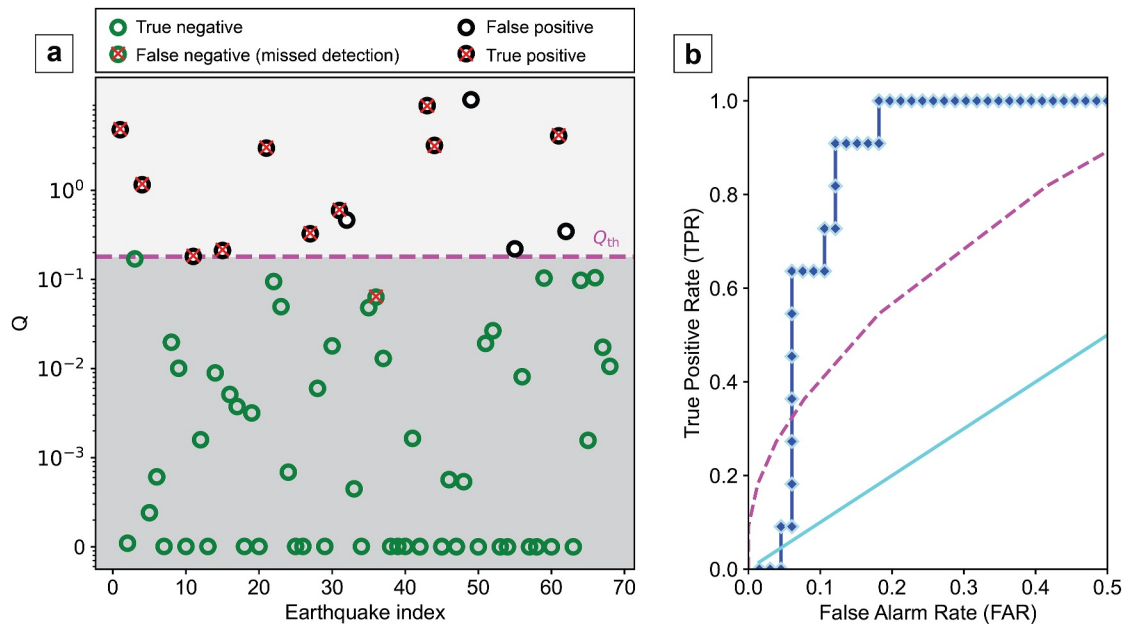 a
True negative
False positive
False negative (missed detection)
True positive
Q
10⁰
10⁻¹
10⁻²
10⁻³
0
Qth
0 10 20 30 40 50 60 70
Earthquake index
b
True Positive Rate (TPR)
1.0
0.8
0.6
0.4
0.2
0.0
0.0 0.1 0.2 0.3 0.4 0.5
False Alarm Rate (FAR)